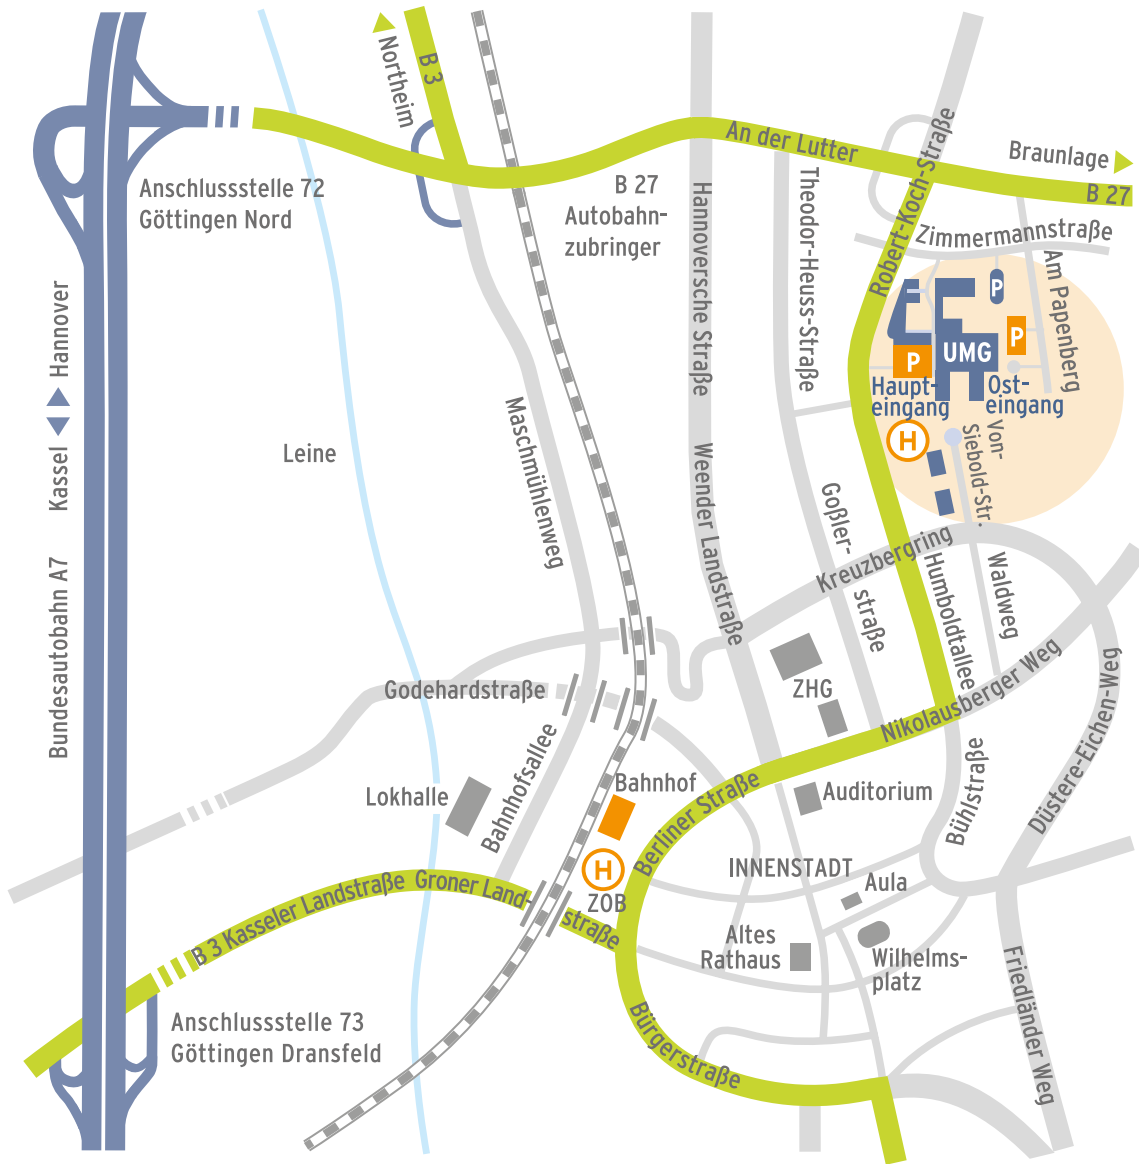 B 3
Northeim
An der Lutter
Braunlage
B 27
Anschlussstelle 72
Göttingen Nord
B 27
Autobahn-
zubringer
Hannoversche Straße
Theodor-Heuss-Straße
Robert-Koch-Straße
Zimmermannstraße
Am Papenberg
P
P
UMG
P
Haupt-
eingang
Ost-
eingang
H
Von-
Siebold-Str.
Kassel
Hannover
Leine
Maschmühlenweg
Weender Landstraße
Goßler-
straße
Kreuzbergring
Humboldtallee
Waldweg
Bundesautobahn A7
Godehardstraße
ZHG
Nikolausberger Weg
Düstere-Eichen-Weg
Bahnhofsallee
Lokhalle
Bahnhof
Berliner Straße
Auditorium
Bühlstraße
INNENSTADT
Aula
H
ZOB
B 3 Kasseler Landstraße
Groner Land-
straße
Altes
Rathaus
Wilhelms-
platz
Friedländer Weg
Bürgerstraße
Anschlussstelle 73
Göttingen Dransfeld